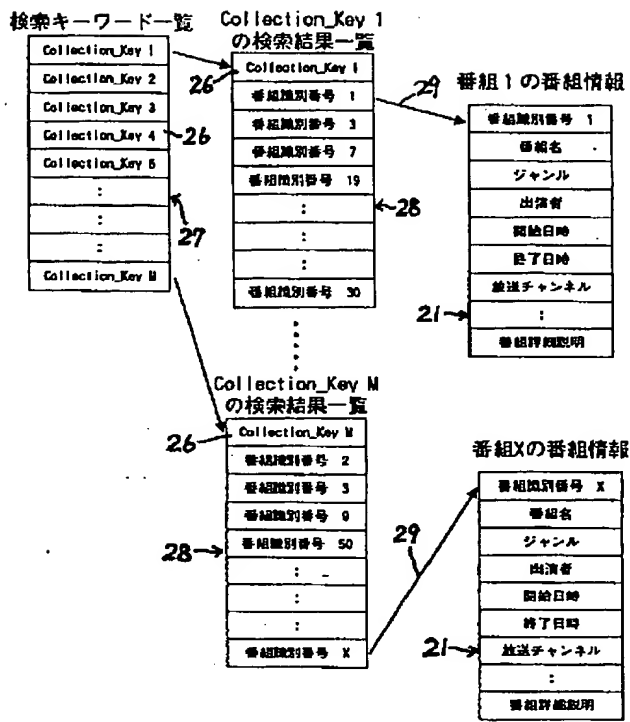 検索キーワード一覧
Collection_Key 1
Collection_Key 2
Collection_Key 3
Collection_Key 4
Collection_Key 5
:
:
:
Collection_Key M
26
27
Collection_Key 1
の検索結果一覧
26
Collection_Key 1
番組識別番号 1
番組識別番号 3
番組識別番号 7
番組識別番号 19
:
:
:
番組識別番号 30
28
29
番組1の番組情報
番組識別番号 1
番組名
ジャンル
出演者
開始日時
終了日時
放送チャンネル
:
番組詳細説明
21
Collection_Key M
の検索結果一覧
26
Collection_Key M
番組識別番号 2
番組識別番号 3
番組識別番号 9
番組識別番号 50
:
:
:
番組識別番号 X
28
29
番組Xの番組情報
番組識別番号 X
番組名
ジャンル
出演者
開始日時
終了日時
放送チャンネル
:
番組詳細説明
21